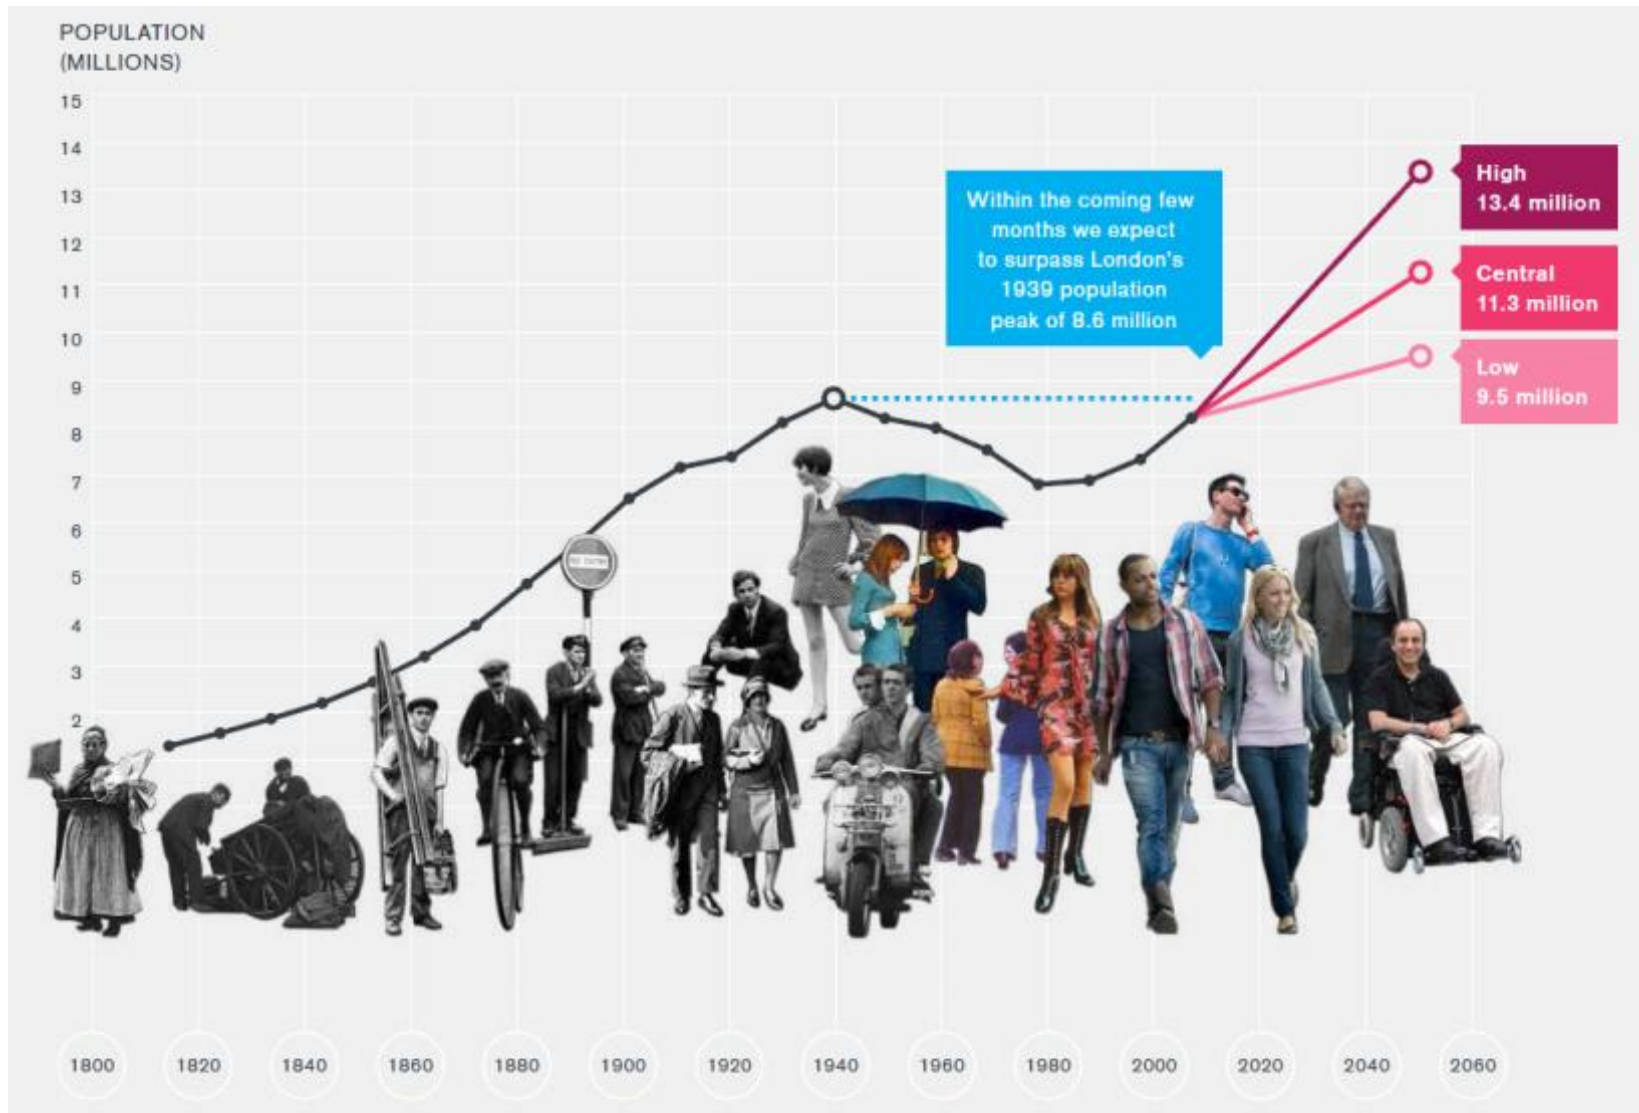 POPULATION
(MILLIONS)
15
14
13
12
11
10
9
8
7
6
5
4
3
2
Within the coming few
months we expect
to surpass London's
1939 population
peak of 8.6 million
High
13.4 million
Central
11.3 million
Low
9.5 million
1800 1820 1840 1860 1880 1900 1920 1940 1960 1980 2000 2020 2040 2060